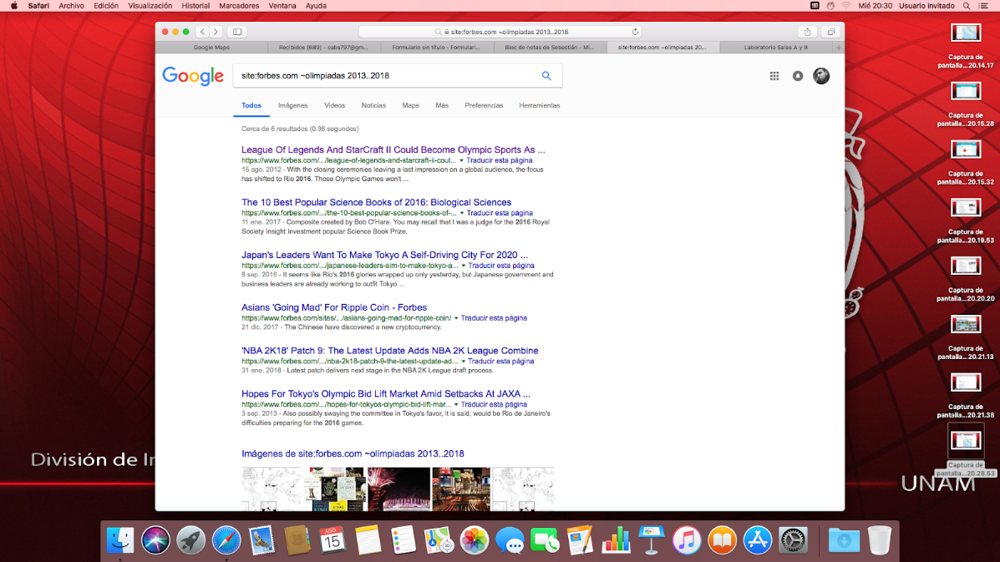 Safari Archivo Edición Visualización Historial Marcadores Ventana Ayuda Mié 20:30 Usuario invitado
site:forbes.com ~olimpiadas 2013..2018
Google Maps Recibidos (689) - cabs797@gm... Formulario sin título - Formulari... Bloc de notas de Sebastián - Mi... site:forbes.com ~olimpiadas 20... Laboratorio Salas A y B
Google site:forbes.com ~olimpiadas 2013..2018
Todos Imágenes Videos Noticias Maps Más Preferencias Herramientas
Cerca de 6 resultados (0.36 segundos)
League Of Legends And StarCraft II Could Become Olympic Sports As ...
https://www.forbes.com/.../league-of-legends-and-starcraft-ii-coul... Traducir esta página
15 ago. 2012 - With the closing ceremonies leaving a last impression on a global audience, the focus
has shifted to Rio 2016. Those Olympic Games won't ...
The 10 Best Popular Science Books of 2016: Biological Sciences
https://www.forbes.com/.../the-10-best-popular-science-books-of-... Traducir esta página
11 ene. 2017 - Composite created by Bob O'Hara. You may recall that I was a judge for the 2016 Royal
Society Insight Investment popular Science Book Prize.
Japan's Leaders Want To Make Tokyo A Self-Driving City For 2020 ...
https://www.forbes.com/.../japanese-leaders-aim-to-make-tokyo-a... Traducir esta página
8 sep. 2016 - It seems like Rio's 2016 glories wrapped up only yesterday, but Japanese government and
business leaders are already working to outfit Tokyo ...
Asians 'Going Mad' For Ripple Coin - Forbes
https://www.forbes.com/sites/.../asians-going-mad-for-ripple-coin/ Traducir esta página
21 dic. 2017 - The Chinese have discovered a new cryptocurrency.
'NBA 2K18' Patch 9: The Latest Update Adds NBA 2K League Combine
https://www.forbes.com/.../nba-2k18-patch-9-the-latest-update-ad... Traducir esta página
31 ene. 2018 - Latest patch delivers next stage in the NBA 2K League draft process.
Hopes For Tokyo's Olympic Bid Lift Market Amid Setbacks At JAXA ...
https://www.forbes.com/.../hopes-for-tokyos-olympic-bid-lift-mar... Traducir esta página
3 sep. 2013 - Also possibly swaying the committee in Tokyo's favor, it is said, would be Rio de Janeiro's
difficulties preparing for the 2016 games.
Imágenes de site:forbes.com ~olimpiadas 2013..2018
Captura de
pantalla...20.14.17
Captura de
pantalla...20.15.28
Captura de
pantalla...20.15.32
Captura de
pantalla...20.19.53
Captura de
pantalla...20.20.20
Captura de
pantalla...20.21.13
Captura de
pantalla...20.21.38
Captura de
pantalla...20.28.53
División de In
UNAM
AGO.
15